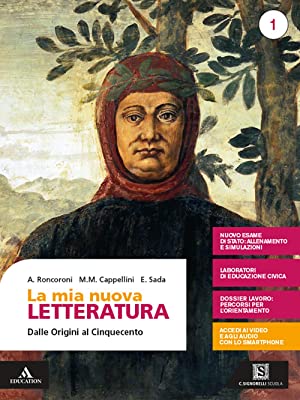 1
A. Roncoroni M.M. Cappellini E. Sada
La mia nuova
LETTERATURA
Dalle Origini al Cinquecento
NUOVO ESAME
DI STATO: ALLENAMENTO
E SIMULAZIONI
LABORATORI
DI EDUCAZIONE CIVICA
DOSSIER LAVORO:
PERCORSI PER
L'ORIENTAMENTO
ACCEDI AI VIDEO
E AGLI AUDIO
CON LO SMARTPHONE
EDUCATION
C. SIGNORELLI SCUOLA